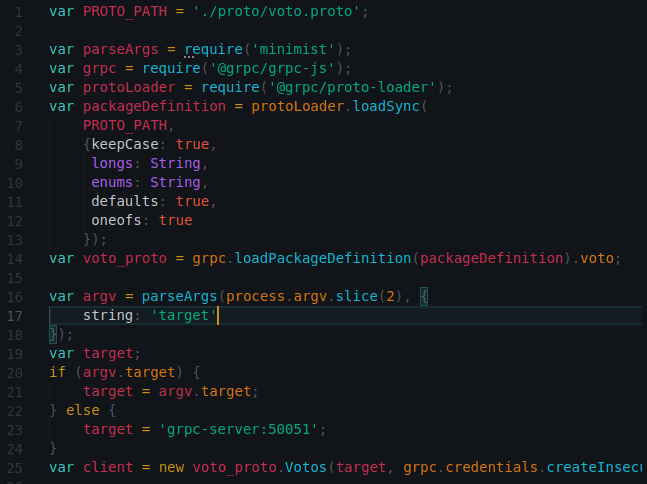 1 var PROTO_PATH = './proto/voto.proto';
2
3 var parseArgs = require('minimist');
4 var grpc = require('@grpc/grpc-js');
5 var protoLoader = require('@grpc/proto-loader');
6 var packageDefinition = protoLoader.loadSync(
7     PROTO_PATH,
8     {keepCase: true,
9      longs: String,
10      enums: String,
11      defaults: true,
12      oneofs: true
13     });
14 var voto_proto = grpc.loadPackageDefinition(packageDefinition).voto;
15
16 var argv = parseArgs(process.argv.slice(2), {
17     string: 'target'
18 });
19 var target;
20 if (argv.target) {
21     target = argv.target;
22 } else {
23     target = 'grpc-server:50051';
24 }
25 var client = new voto_proto.Votos(target, grpc.credentials.createInsecu